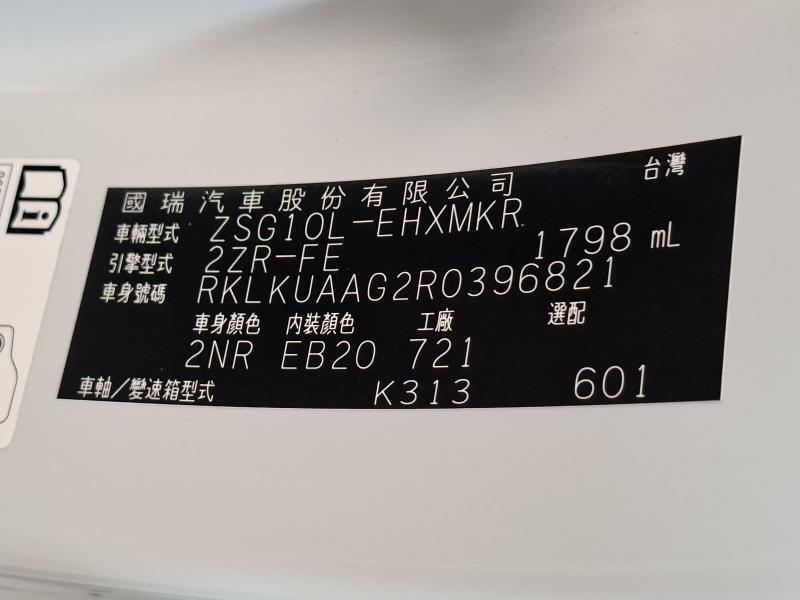 國瑞汽車股份有限公司 台灣
車輛型式 ZSG10L-EHXMKR
引擎型式 2ZR-FE 1798 mL
車身號碼 RKLKUAAG2R0396821
車身顏色 內裝顏色 工廠 選配
2NR EB20 721
車軸/變速箱型式 K313 601